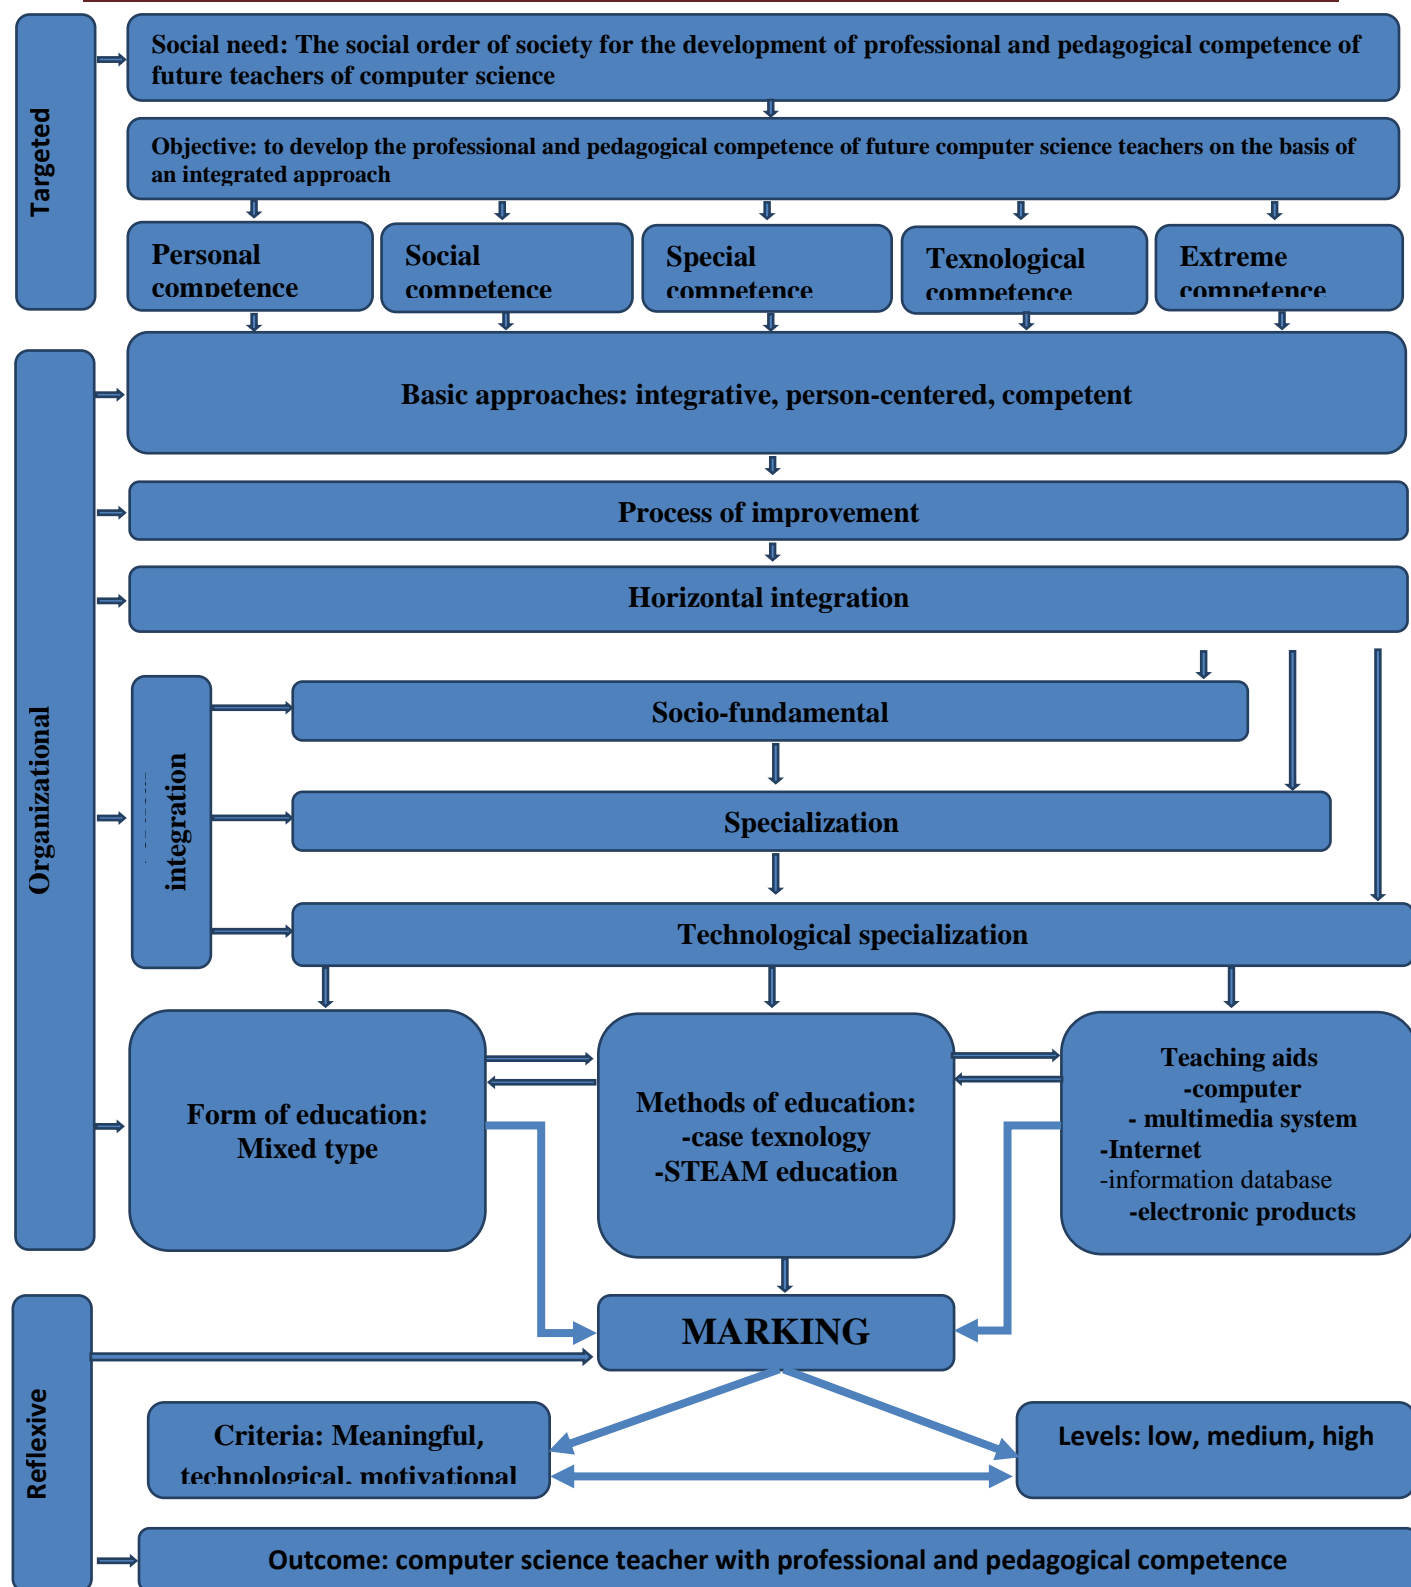 Targeted
Social need: The social order of society for the development of professional and pedagogical competence of
future teachers of computer science
Objective: to develop the professional and pedagogical competence of future computer science teachers on the basis of
an integrated approach
Personal
competence
Social
competence
Special
competence
Texnological
competence
Extreme
competence
Organizational
Basic approaches: integrative, person-centered, competent
Process of improvement
Horizontal integration
integration
Socio-fundamental
Specialization
Technological specialization
Form of education:
Mixed type
Methods of education:
-case texnology
-STEAM education
Teaching aids
-computer
- multimedia system
-Internet
-information database
-electronic products
Reflexive
MARKING
Criteria: Meaningful,
technological, motivational
Levels: low, medium, high
Outcome: computer science teacher with professional and pedagogical competence